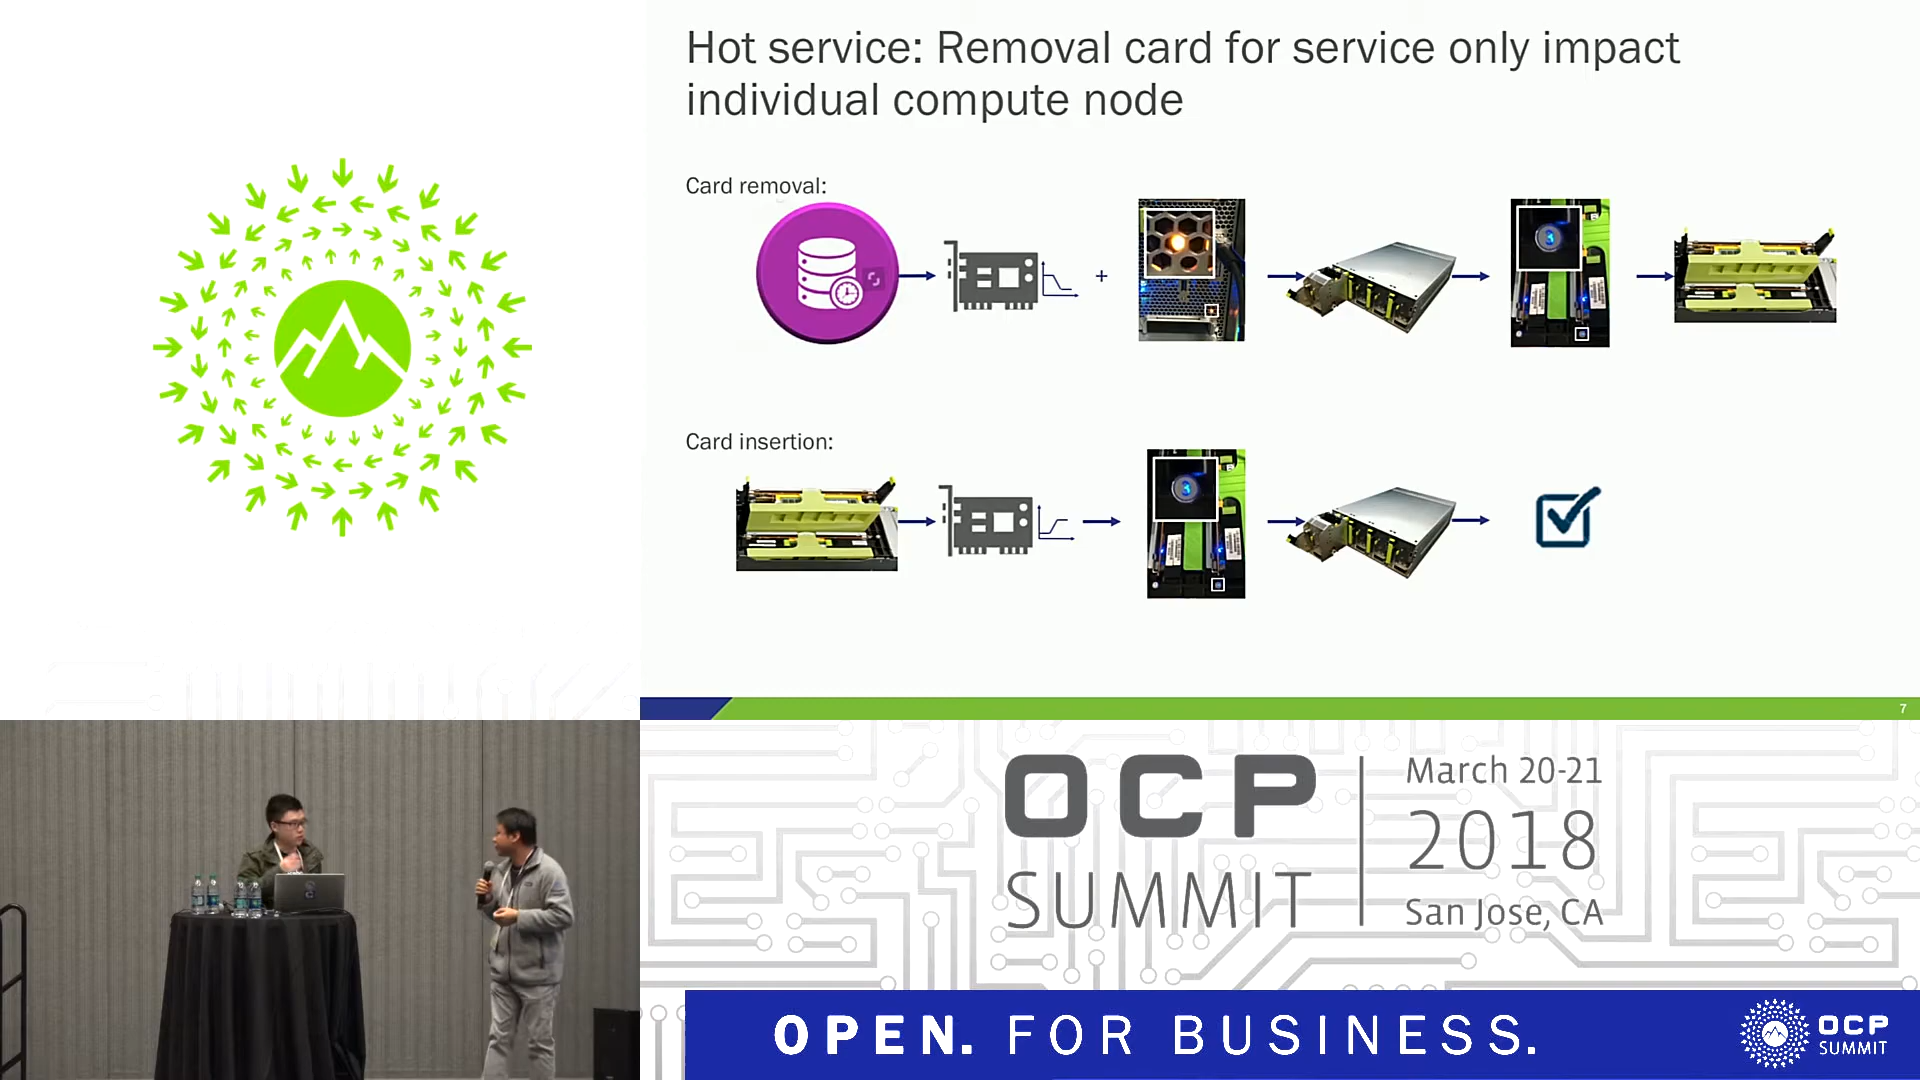 Hot service: Removal card for service only impact
individual compute node
Card removal:
+
Card insertion:
7
OCP
SUMMIT
March 20-21
2018
San Jose, CA
OPEN. FOR BUSINESS.
OCP
SUMMIT